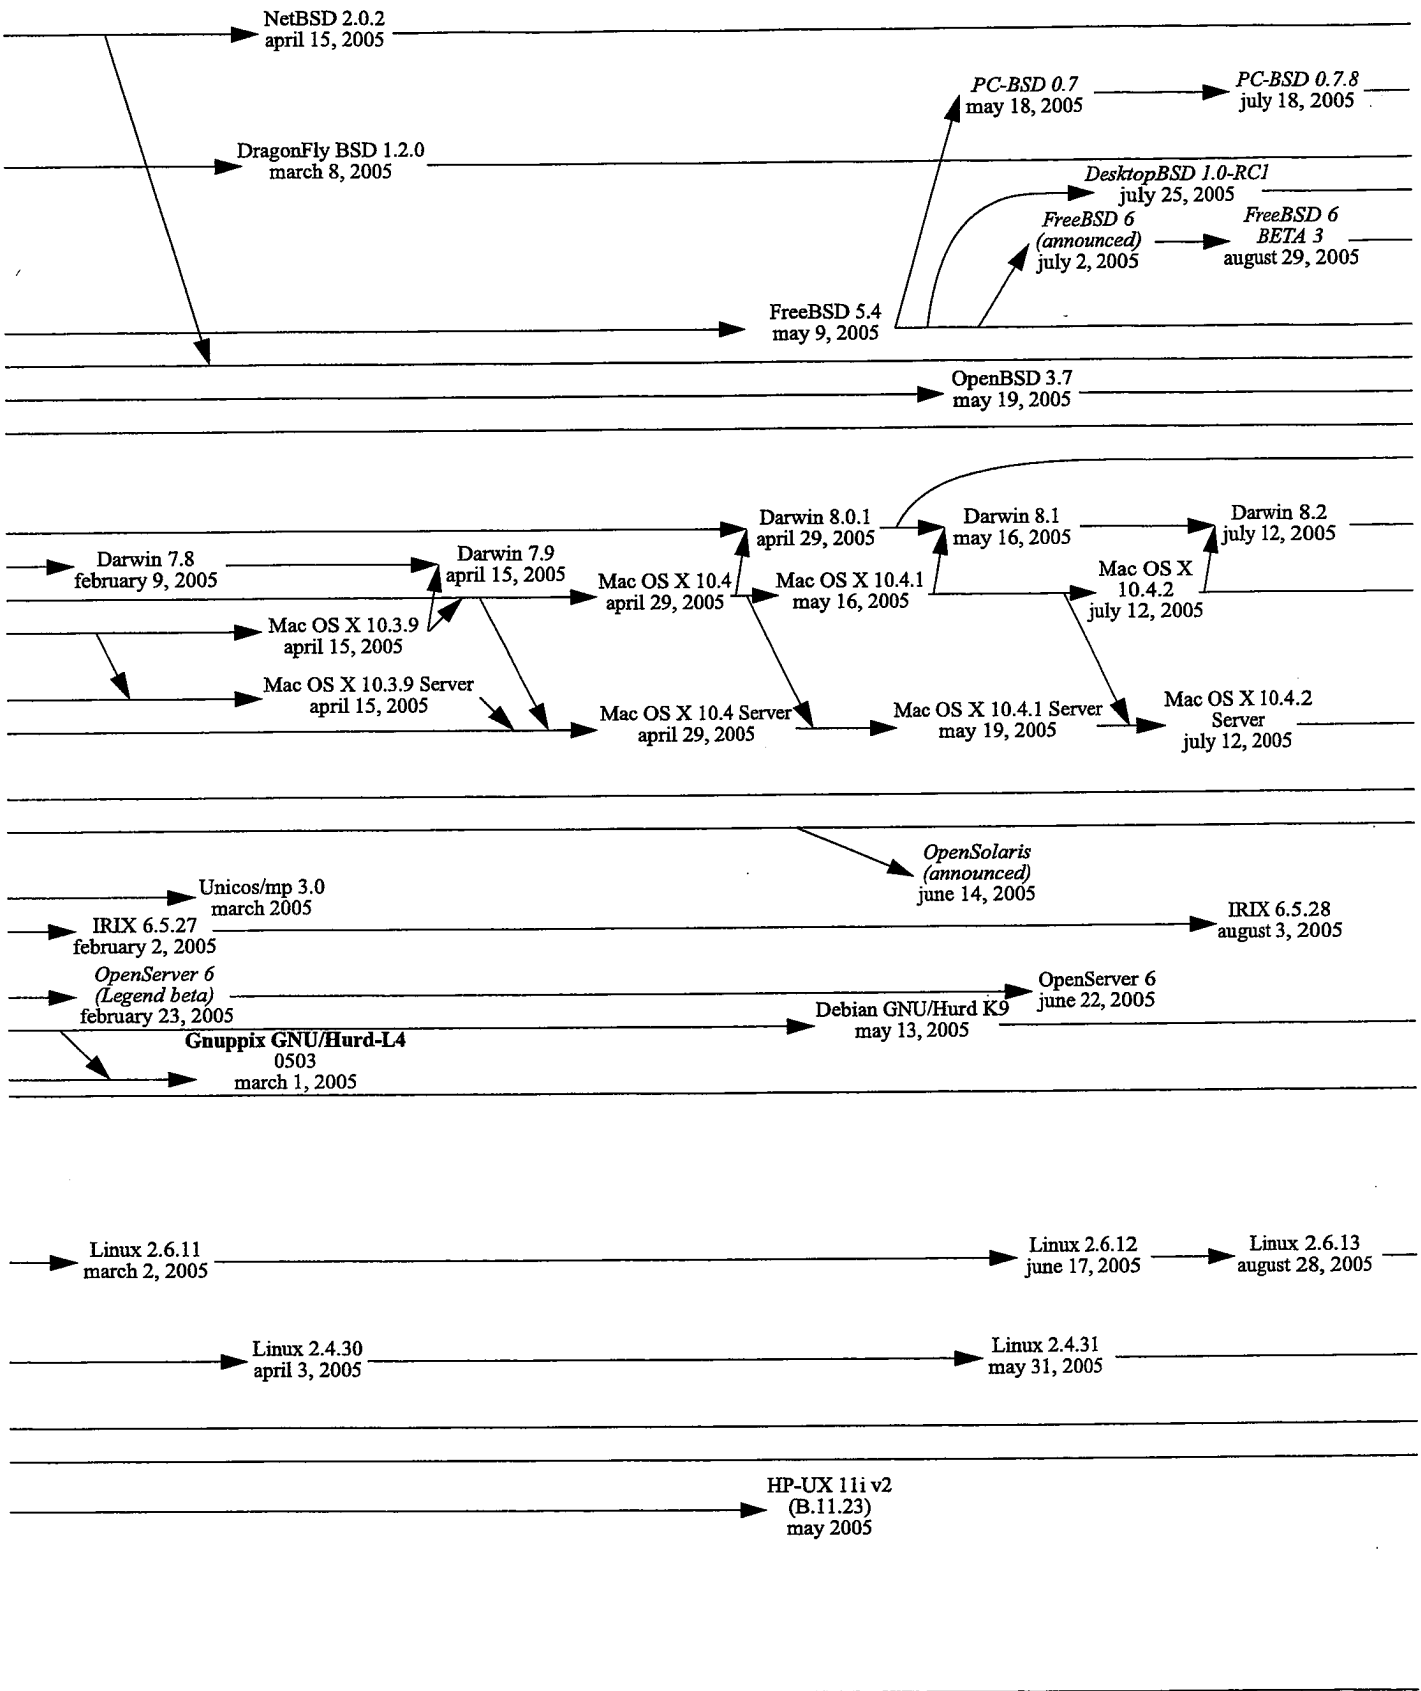 NetBSD 2.0.2
april 15, 2005
PC-BSD 0.7
may 18, 2005
PC-BSD 0.7.8
july 18, 2005
DragonFly BSD 1.2.0
march 8, 2005
DesktopBSD 1.0-RC1
july 25, 2005
FreeBSD 6
(announced)
july 2, 2005
FreeBSD 6
BETA 3
august 29, 2005
FreeBSD 5.4
may 9, 2005
OpenBSD 3.7
may 19, 2005
Darwin 8.0.1
april 29, 2005
Darwin 8.1
may 16, 2005
Darwin 8.2
july 12, 2005
Darwin 7.8
february 9, 2005
Darwin 7.9
april 15, 2005
Mac OS X 10.4
april 29, 2005
Mac OS X 10.4.1
may 16, 2005
Mac OS X
10.4.2
july 12, 2005
Mac OS X 10.3.9
april 15, 2005
Mac OS X 10.3.9 Server
april 15, 2005
Mac OS X 10.4 Server
april 29, 2005
Mac OS X 10.4.1 Server
may 19, 2005
Mac OS X 10.4.2
Server
july 12, 2005
OpenSolaris
(announced)
june 14, 2005
Unicos/mp 3.0
march 2005
IRIX 6.5.27
february 2, 2005
IRIX 6.5.28
august 3, 2005
OpenServer 6
(Legend beta)
february 23, 2005
OpenServer 6
june 22, 2005
Debian GNU/Hurd K9
may 13, 2005
Gnuppix GNU/Hurd-L4
0503
march 1, 2005
Linux 2.6.11
march 2, 2005
Linux 2.6.12
june 17, 2005
Linux 2.6.13
august 28, 2005
Linux 2.4.30
april 3, 2005
Linux 2.4.31
may 31, 2005
HP-UX 11i v2
(B.11.23)
may 2005